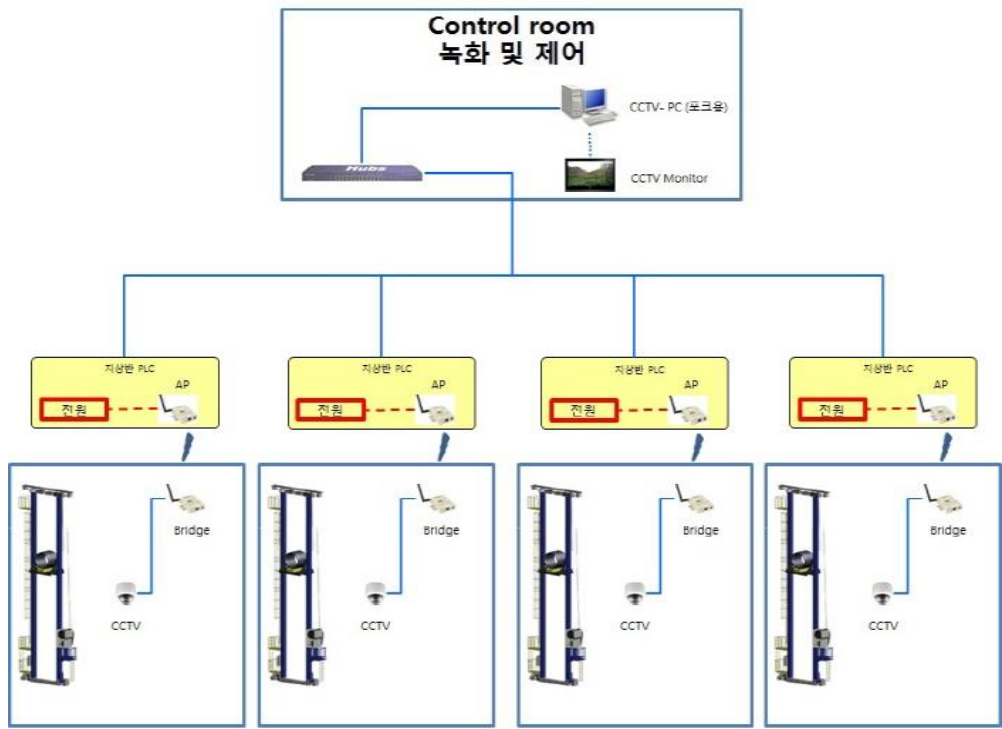 Control room
녹화 및 제어
CCTV- PC (포크용)
Hubs
CCTV Monitor
지상반 PLC
AP
전원
지상반 PLC
AP
전원
지상반 PLC
AP
전원
지상반 PLC
AP
전원
Bridge
CCTV
Bridge
CCTV
Bridge
CCTV
Bridge
CCTV